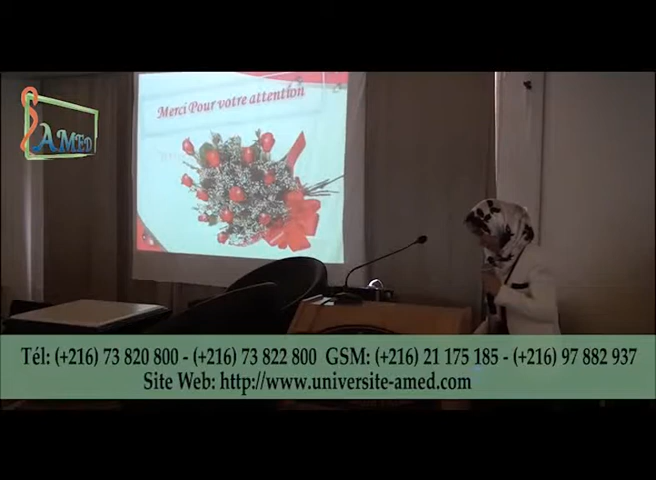 AMED
Merci Pour votre attention
Tél: (+216) 73 820 800 - (+216) 73 822 800 GSM: (+216) 21 175 185 - (+216) 97 882 937
Site Web: http://www.universite-amed.com